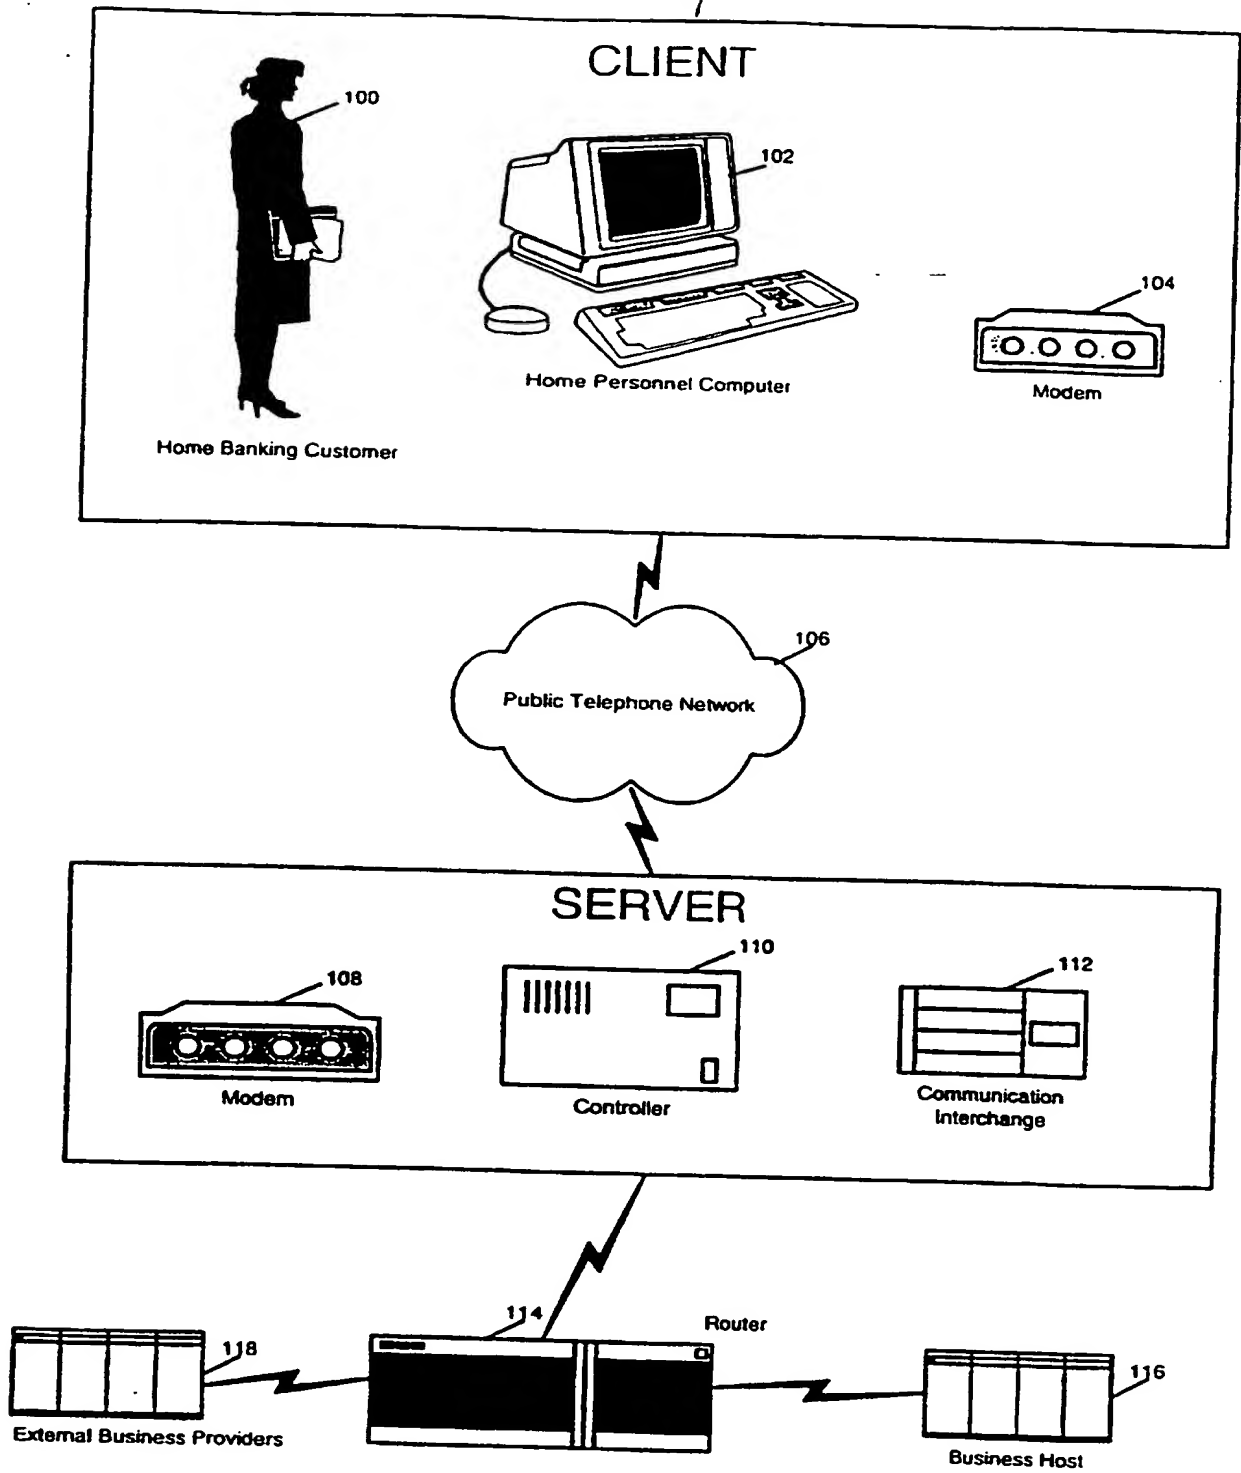 CLIENT
100
102
104
Home Personnel Computer
Modem
Home Banking Customer
106
Public Telephone Network
SERVER
110
108
112
Modem
Controller
Communication
Interchange
114
Router
118
116
External Business Providers
Business Host